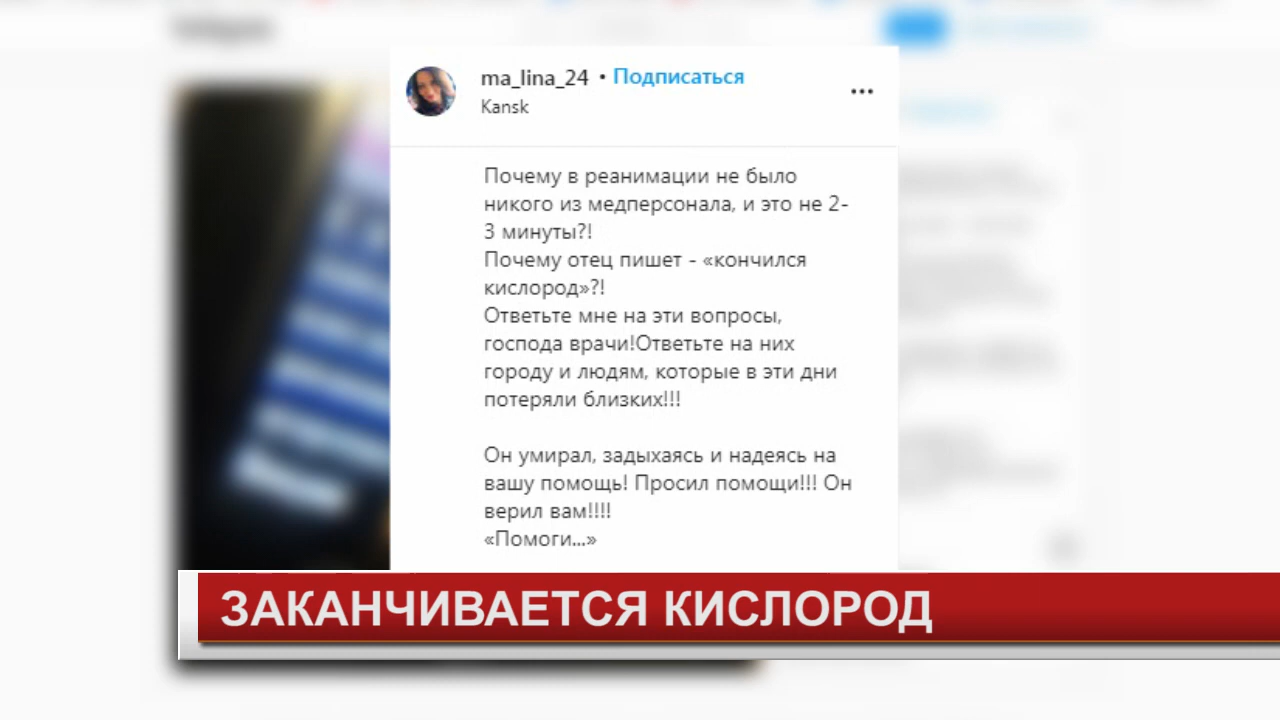 ma_lina_24 • Подписаться
Kansk
Почему в реанимации не было
никого из медперсонала, и это не 2-
3 минуты?!
Почему отец пишет - «кончился
кислород»?!
Ответьте мне на эти вопросы,
господа врачи!Ответьте на них
городу и людям, которые в эти дни
потеряли близких!!!
Он умирал, задыхаясь и надеясь на
вашу помощь! Просил помощи!!! Он
верил вам!!!!
«Помоги...»
ЗАКАНЧИВАЕТСЯ КИСЛОРОД